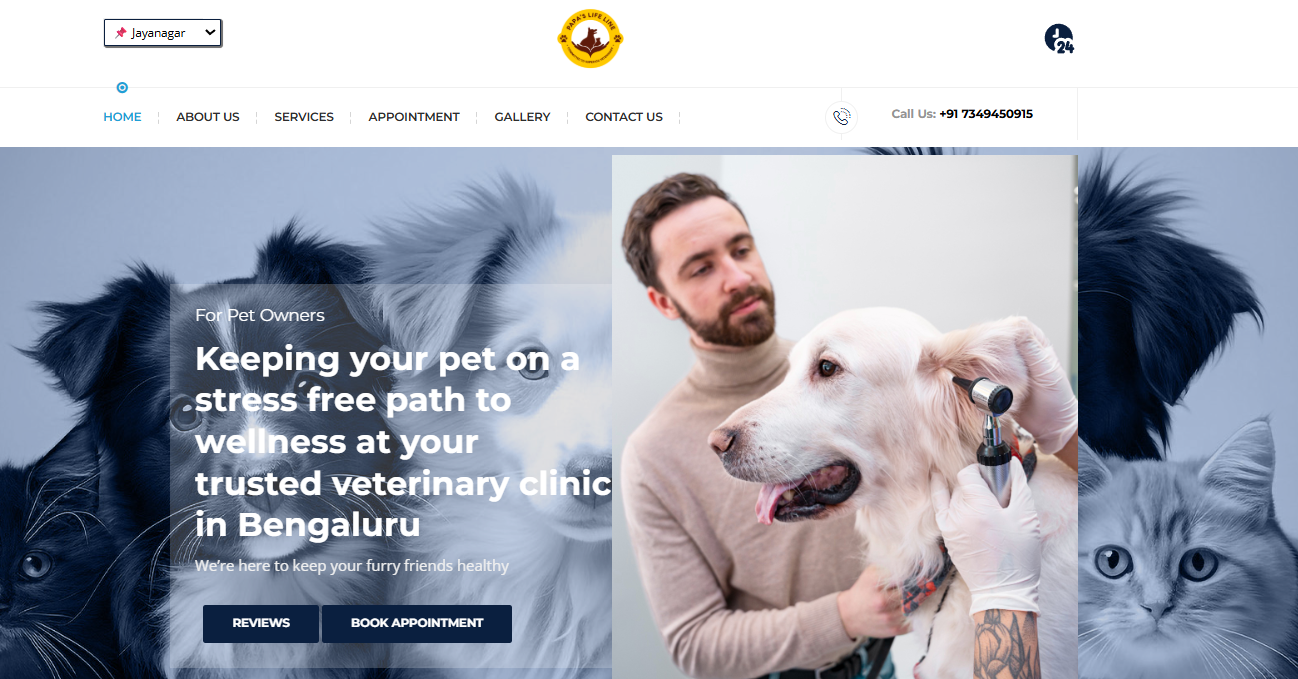 Jayanagar
PAPA'S LIFE LINE
24
HOME
ABOUT US
SERVICES
APPOINTMENT
GALLERY
CONTACT US
Call Us: +91 7349450915
For Pet Owners
Keeping your pet on a
stress free path to
wellness at your
trusted veterinary clinic
in Bengaluru
We're here to keep your furry friends healthy
REVIEWS
BOOK APPOINTMENT